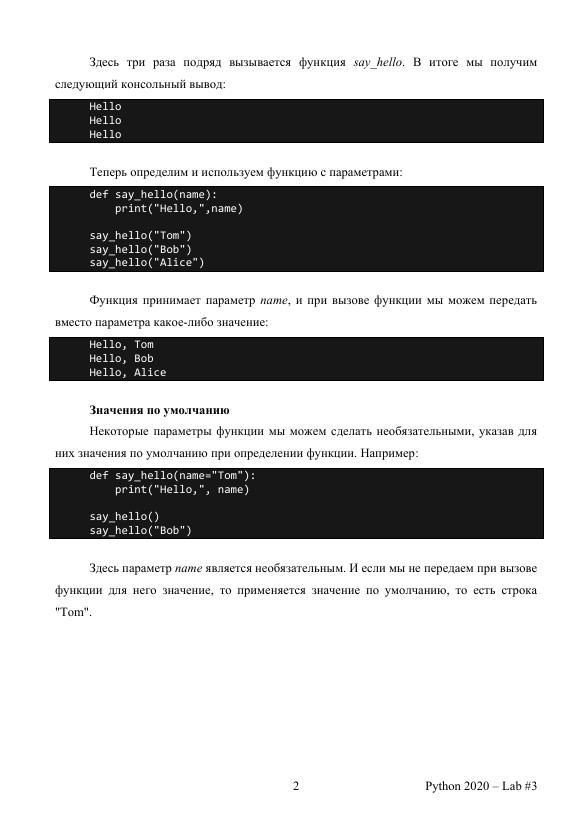 Здесь три раза подряд вызывается функция say_hello. В итоге мы получим
следующий консольный вывод:
Hello
Hello
Hello
Теперь определим и используем функцию с параметрами:
def say_hello(name):
    print("Hello,",name)
say_hello("Tom")
say_hello("Bob")
say_hello("Alice")
Функция принимает параметр name, и при вызове функции мы можем передать
вместо параметра какое-либо значение:
Hello, Tom
Hello, Bob
Hello, Alice
Значения по умолчанию
Некоторые параметры функции мы можем сделать необязательными, указав для
них значения по умолчанию при определении функции. Например:
def say_hello(name="Tom"):
    print("Hello,", name)
say_hello()
say_hello("Bob")
Здесь параметр name является необязательным. И если мы не передаем при вызове
функции для него значение, то применяется значение по умолчанию, то есть строка
"Tom".
2 Python 2020 – Lab #3